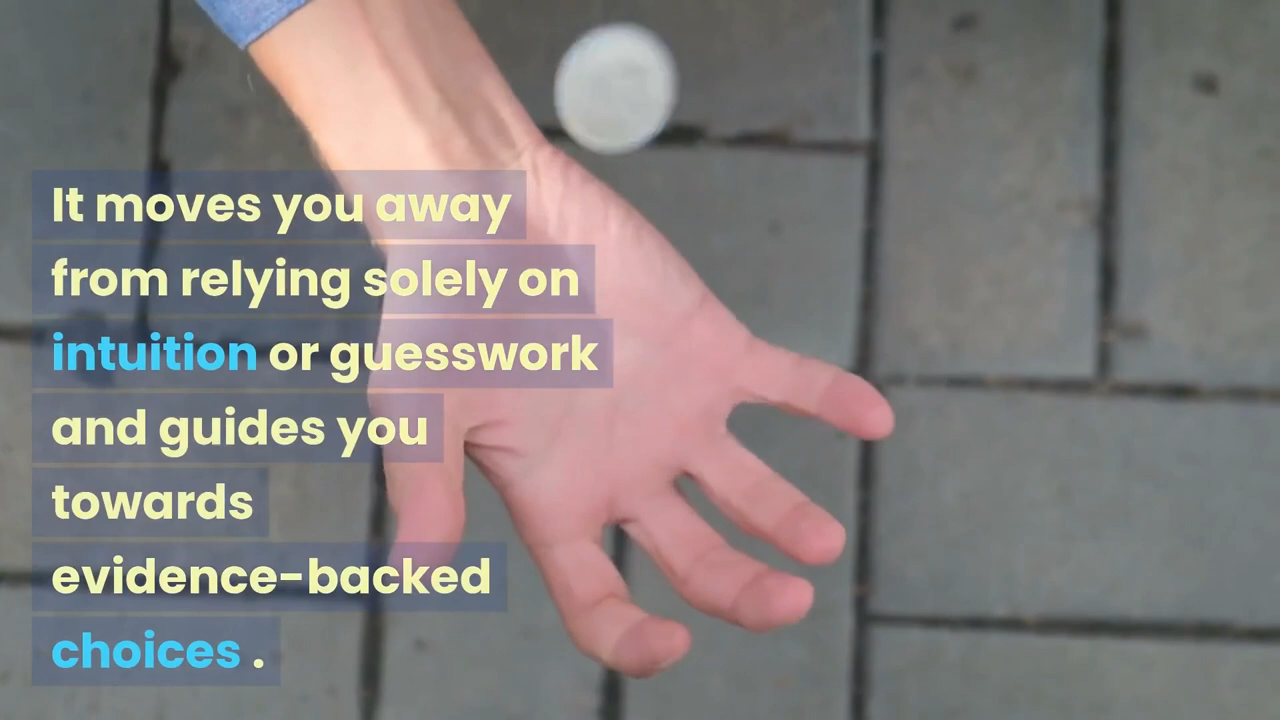 It moves you away
from relying solely on
intuition or guesswork
and guides you
towards
evidence-backed
choices .